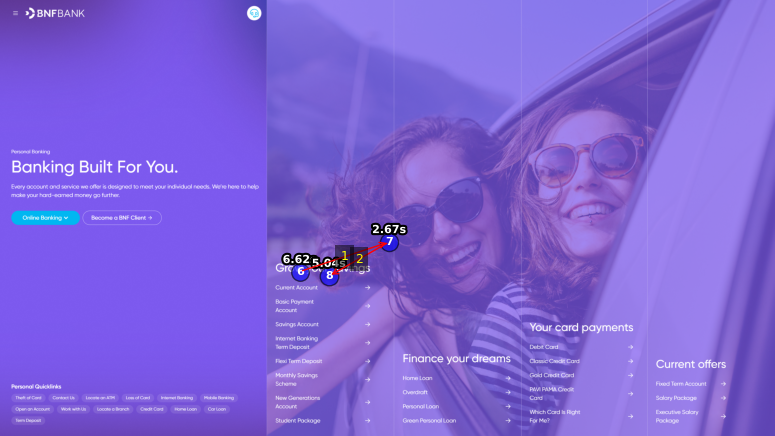 BNFBANK
Personal Banking
Banking Built For You.
Every account and service we offer is designed to meet your individual needs. We're here to help
make your hard-earned money go further.
Online Banking
Become a BNF Client →
Personal Quicklinks
Theft of Card
Contact Us
Locate an ATM
Loss of Card
Internet Banking
Mobile Banking
Open an Account
Work with Us
Locate a Branch
Credit Card
Home Loan
Car Loan
Term Deposit
2.67s
7
6.62
6
8
1
2
Current Account →
Basic Payment
Account →
Savings Account →
Internet Banking
Term Deposit →
Flexi Term Deposit →
Monthly Savings
Scheme →
New Generations
Account →
Student Package →
Finance your dreams
Home Loan →
Overdraft →
Personal Loan →
Green Personal Loan →
Your card payments
Debit Card →
Classic Credit Card →
Gold Credit Card →
PAVI PAMA Credit
Card →
Which Card Is Right
For Me? →
Current offers
Fixed Term Account →
Salary Package →
Executive Salary
Package →